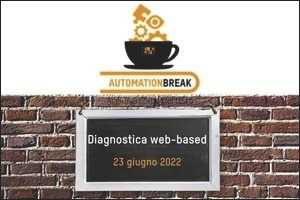 AUTOMATIONBREAK
Diagnostica web-based
23 giugno 2022